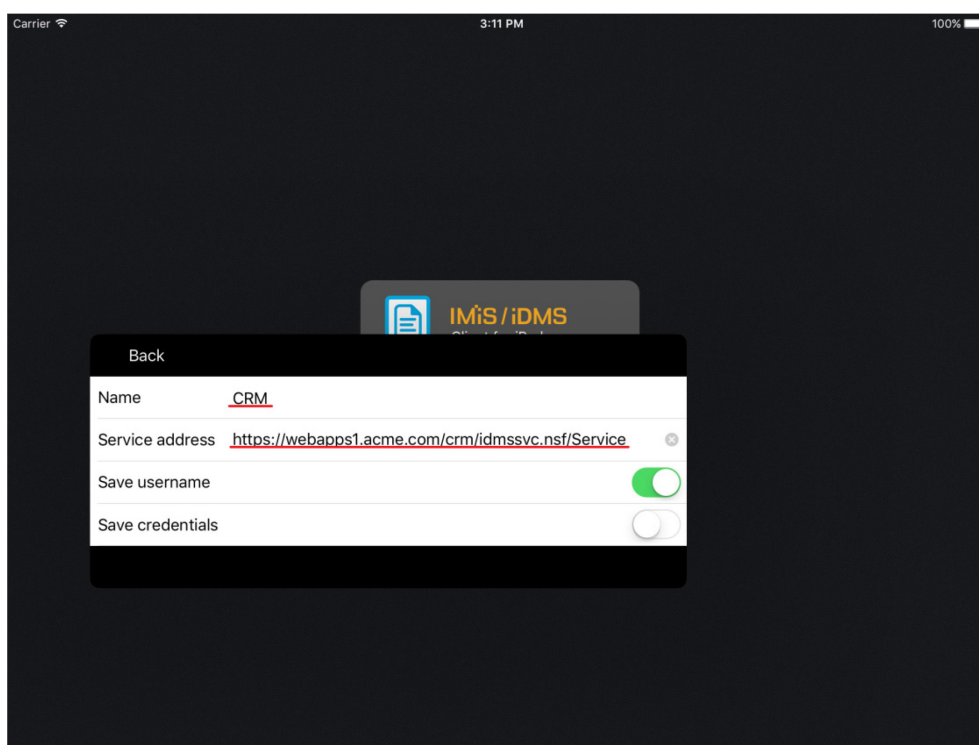 Carrier 3:11 PM 100%
IMiS/iDMS
Back
Name CRM
Service address https://webapps1.acme.com/crm/idmssvc.nsf/Service
Save username
Save credentials